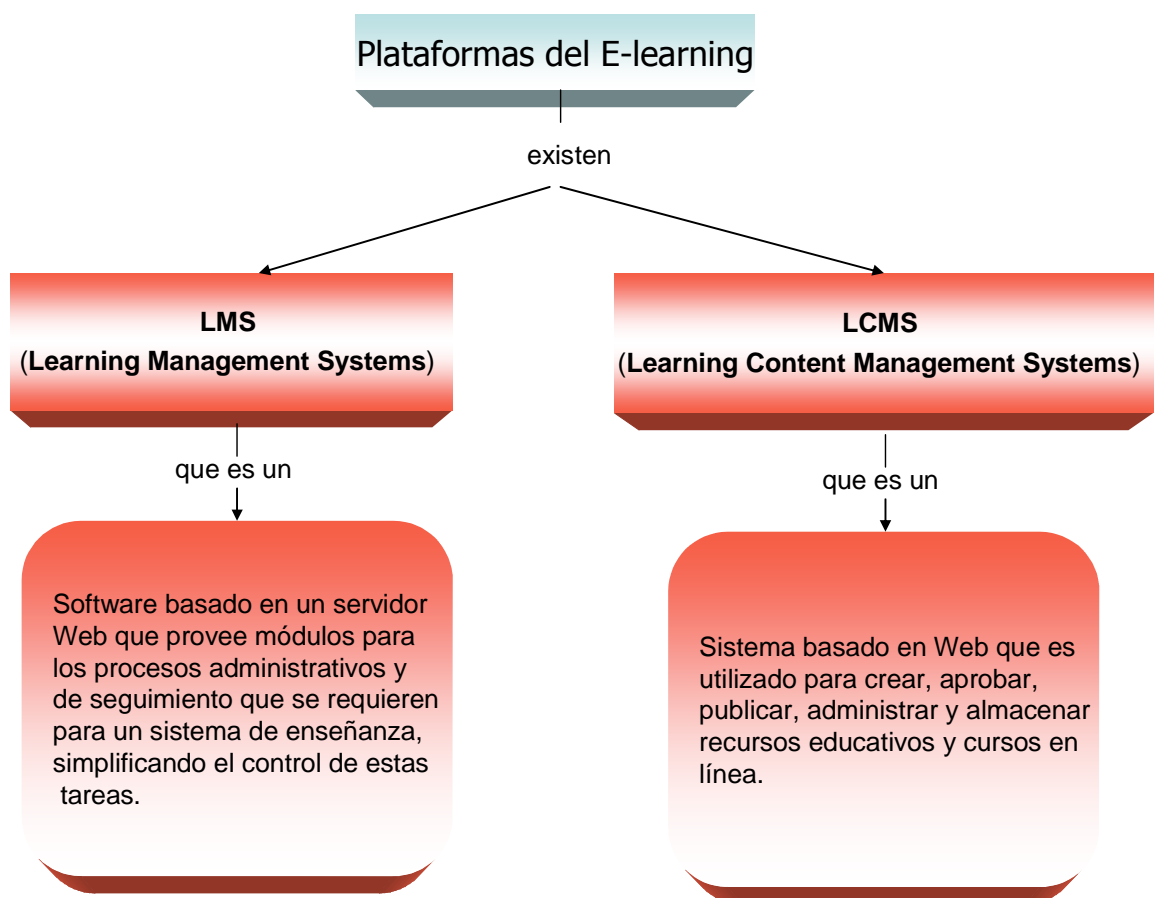 Plataformas del E-learning
existen
LMS
(Learning Management Systems)
que es un
Software basado en un servidor
Web que provee módulos para
los procesos administrativos y
de seguimiento que se requieren
para un sistema de enseñanza,
simplificando el control de estas
tareas.
LCMS
(Learning Content Management Systems)
que es un
Sistema basado en Web que es
utilizado para crear, aprobar,
publicar, administrar y almacenar
recursos educativos y cursos en
línea.